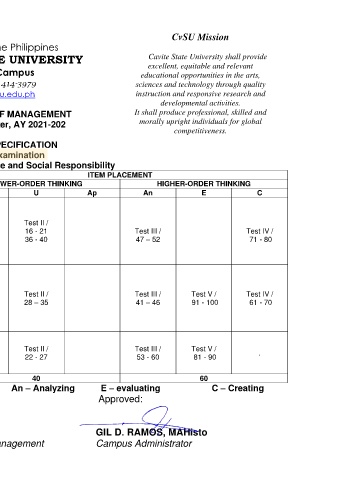 e Philippines
E UNIVERSITY
Campus
414-3979
u.edu.ph
F MANAGEMENT
er, AY 2021-202
PECIFICATION
xamination
e and Social Responsibility
CvSU Mission
Cavite State University shall provide
excellent, equitable and relevant
educational opportunities in the arts,
sciences and technology through quality
instruction and responsive research and
developmental activities.
It shall produce professional, skilled and
morally upright individuals for global
competitiveness.
ITEM PLACEMENT
WER-ORDER THINKING HIGHER-ORDER THINKING
U Ap An E C
Test II /
16 - 21
36 - 40
Test III /
47 – 52
Test IV /
71 - 80
Test II /
28 – 35
Test III /
41 – 46
Test V /
91 - 100
Test IV /
61 - 70
Test II /
22 - 27
Test III /
53 - 60
Test V /
81 - 90
.
40 60
An – Analyzing E – evaluating C – Creating
Approved:
GIL D. RAMOS, MAHisto
nagement Campus Administrator